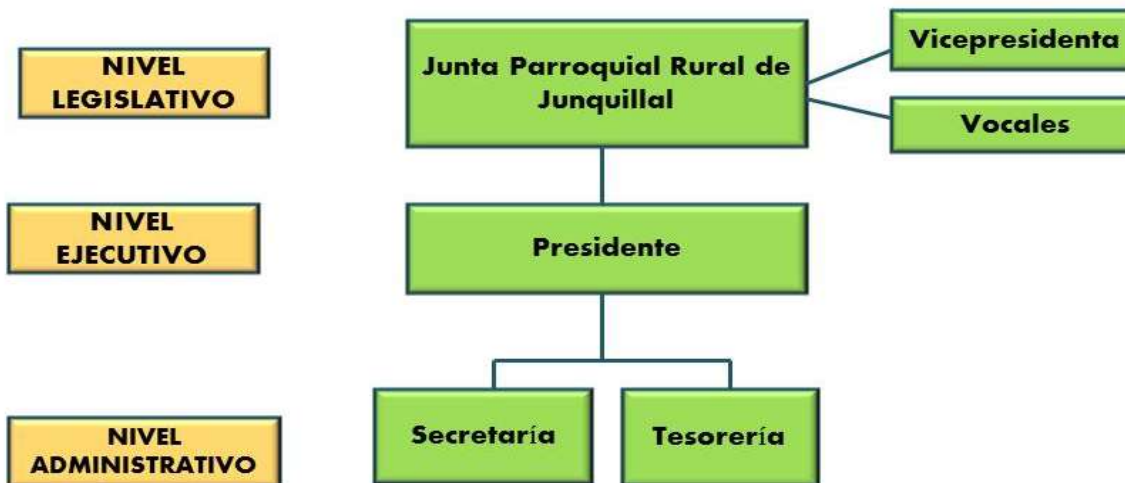 NIVEL
LEGISLATIVO
Junta Parroquial Rural de
Junquillal
Vicepresidenta
Vocales
NIVEL
EJECUTIVO
Presidente
NIVEL
ADMINISTRATIVO
Secretaría
Tesorería